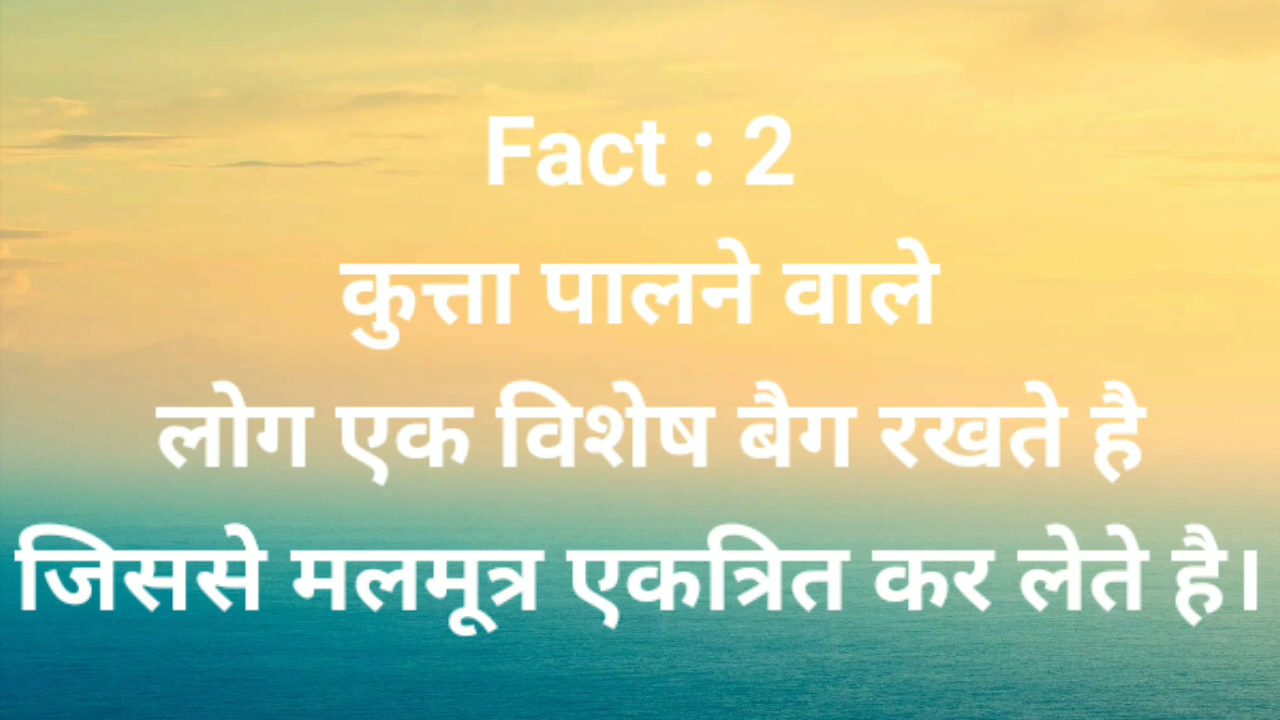 Fact : 2
कुत्ता पालने वाले
लोग एक विशेष बैग रखते है
जिससे मलमूत्र एकत्रित कर लेते है।